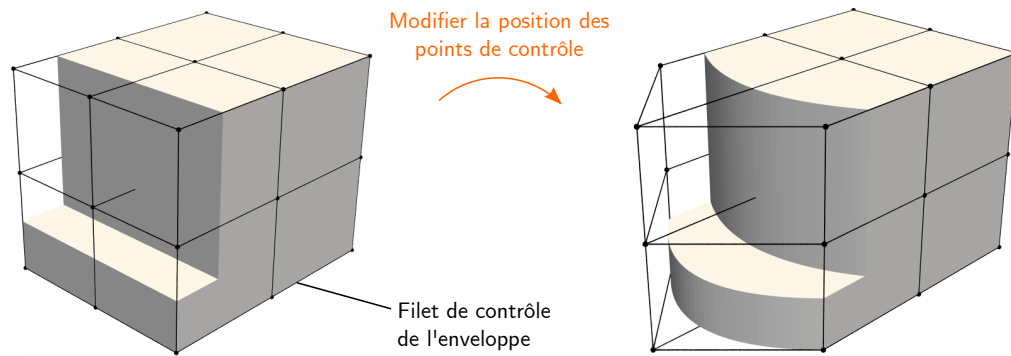 Modifier la position des
points de contrôle
Filet de contrôle
de l'enveloppe